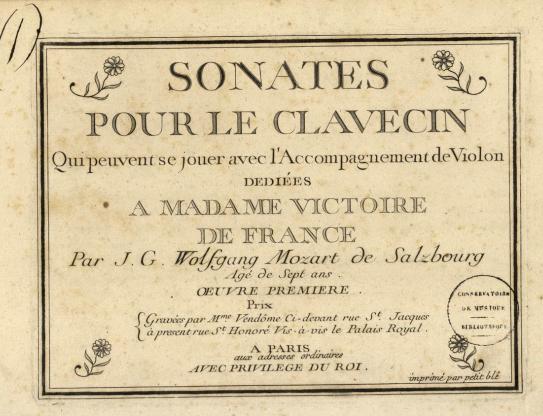 (1)
SONATES
POUR LE CLAVECIN
Qui peuvent se jouer avec l'Accompagnement de Violon
DEDIÉES
A MADAME VICTOIRE
DE FRANCE
Par J. G. Wolfgang Mozart de Salzbourg
Agé de Sept ans.
ŒUVRE PREMIERE.
Prix
Gravées par Mme Vendôme Ci-devant rue St. Jacques
à present rue St Honoré Vis-à-vis le Palais Royal.
A PARIS
aux adresses ordinaires
AVEC PRIVILEGE DU ROI.
CONSERVATOIRE
DE MUSIQUE
BIBLIOTHEQUE
imprimé par petit blé